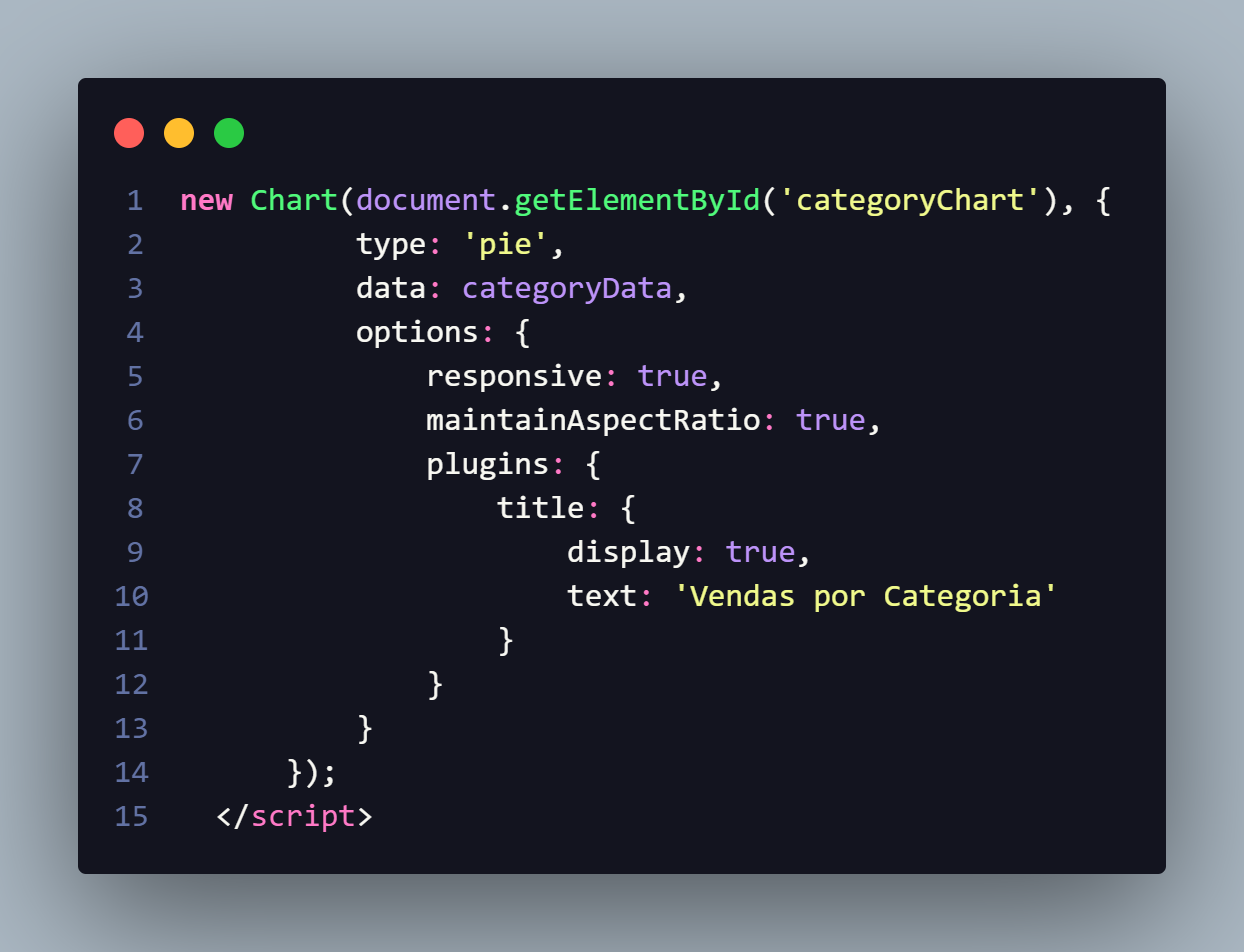 1 new Chart(document.getElementById('categoryChart'), {
2           type: 'pie',
3           data: categoryData,
4           options: {
5               responsive: true,
6               maintainAspectRatio: true,
7               plugins: {
8                   title: {
9                       display: true,
10                      text: 'Vendas por Categoria'
11                  }
12              }
13          }
14      });
15  </script>